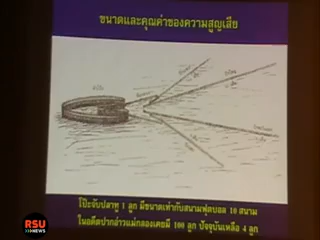 ขนาดและคุณค่าของความสูญเสีย
โป๊ะจับปลาทู 1 ลูก มีขนาดเท่ากับสนามฟุตบอล 10 สนาม
ในอดีตปากอ่าวแม่กลองเคยมี 100 ลูก ปัจจุบันเหลือ 4 ลูก
RSU
NEWS